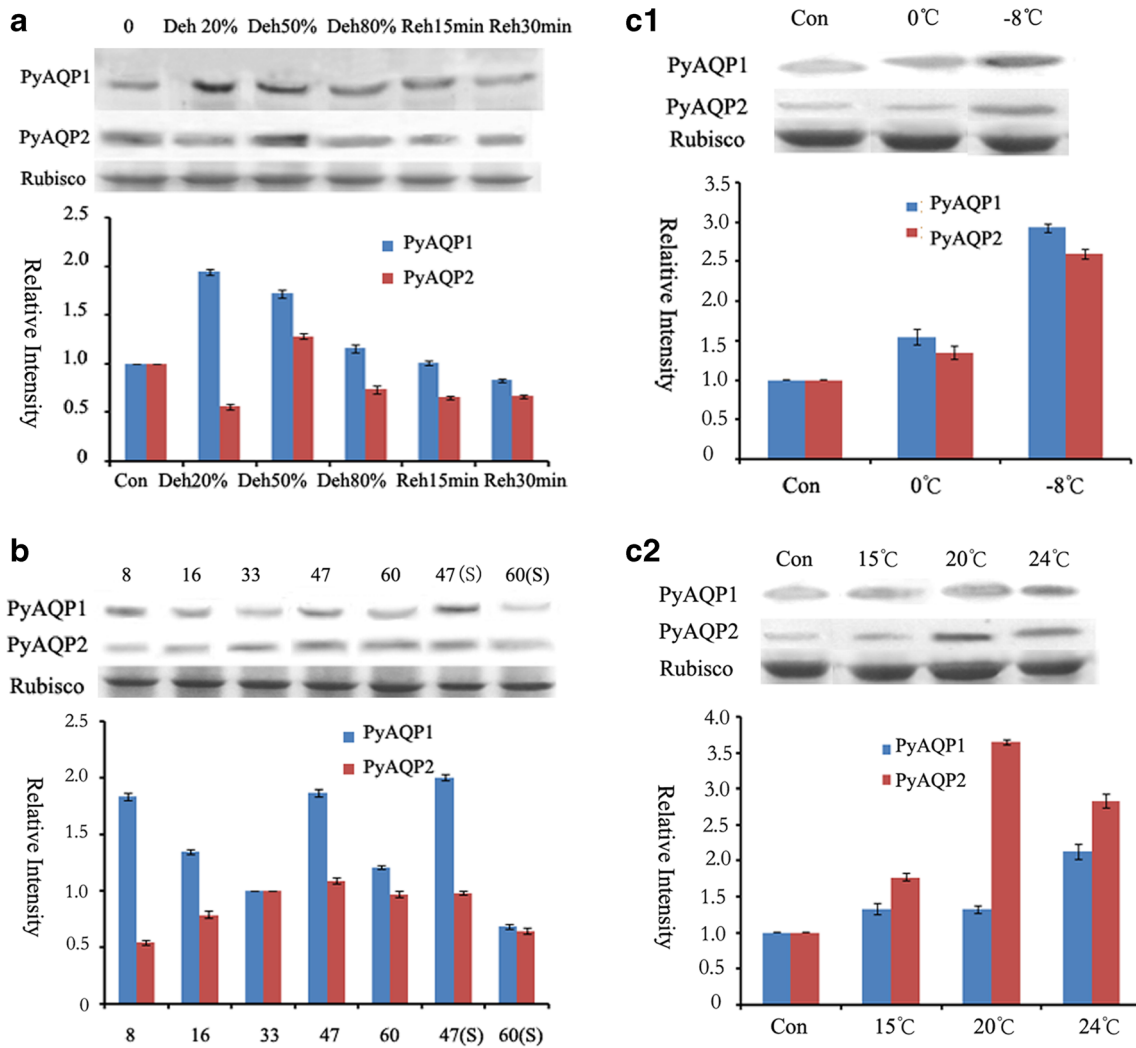 a
0 Deh 20% Deh50% Deh80% Reh15min Reh30min
PyAQP1
PyAQP2
Rubisco
2.5
2.0
1.5
1.0
0.5
0
Relative Intensity
PyAQP1
PyAQP2
Con Deh20% Deh50% Deh80% Reh15min Reh30min
b
8 16 33 47 60 47(S) 60(S)
PyAQP1
PyAQP2
Rubisco
2.5
2.0
1.5
1.0
0.5
0
Relative Intensity
PyAQP1
PyAQP2
8 16 33 47 60 47(S) 60(S)
c1
Con 0℃ -8℃
PyAQP1
PyAQP2
Rubisco
3.5
3.0
2.5
2.0
1.5
1.0
0.5
0
Relaitive Intensity
PyAQP1
PyAQP2
Con 0℃ -8℃
c2
Con 15℃ 20℃ 24℃
PyAQP1
PyAQP2
Rubisco
4.0
3.5
3.0
2.5
2.0
1.5
1.0
0.5
0
Relative Intensity
PyAQP1
PyAQP2
Con 15℃ 20℃ 24℃